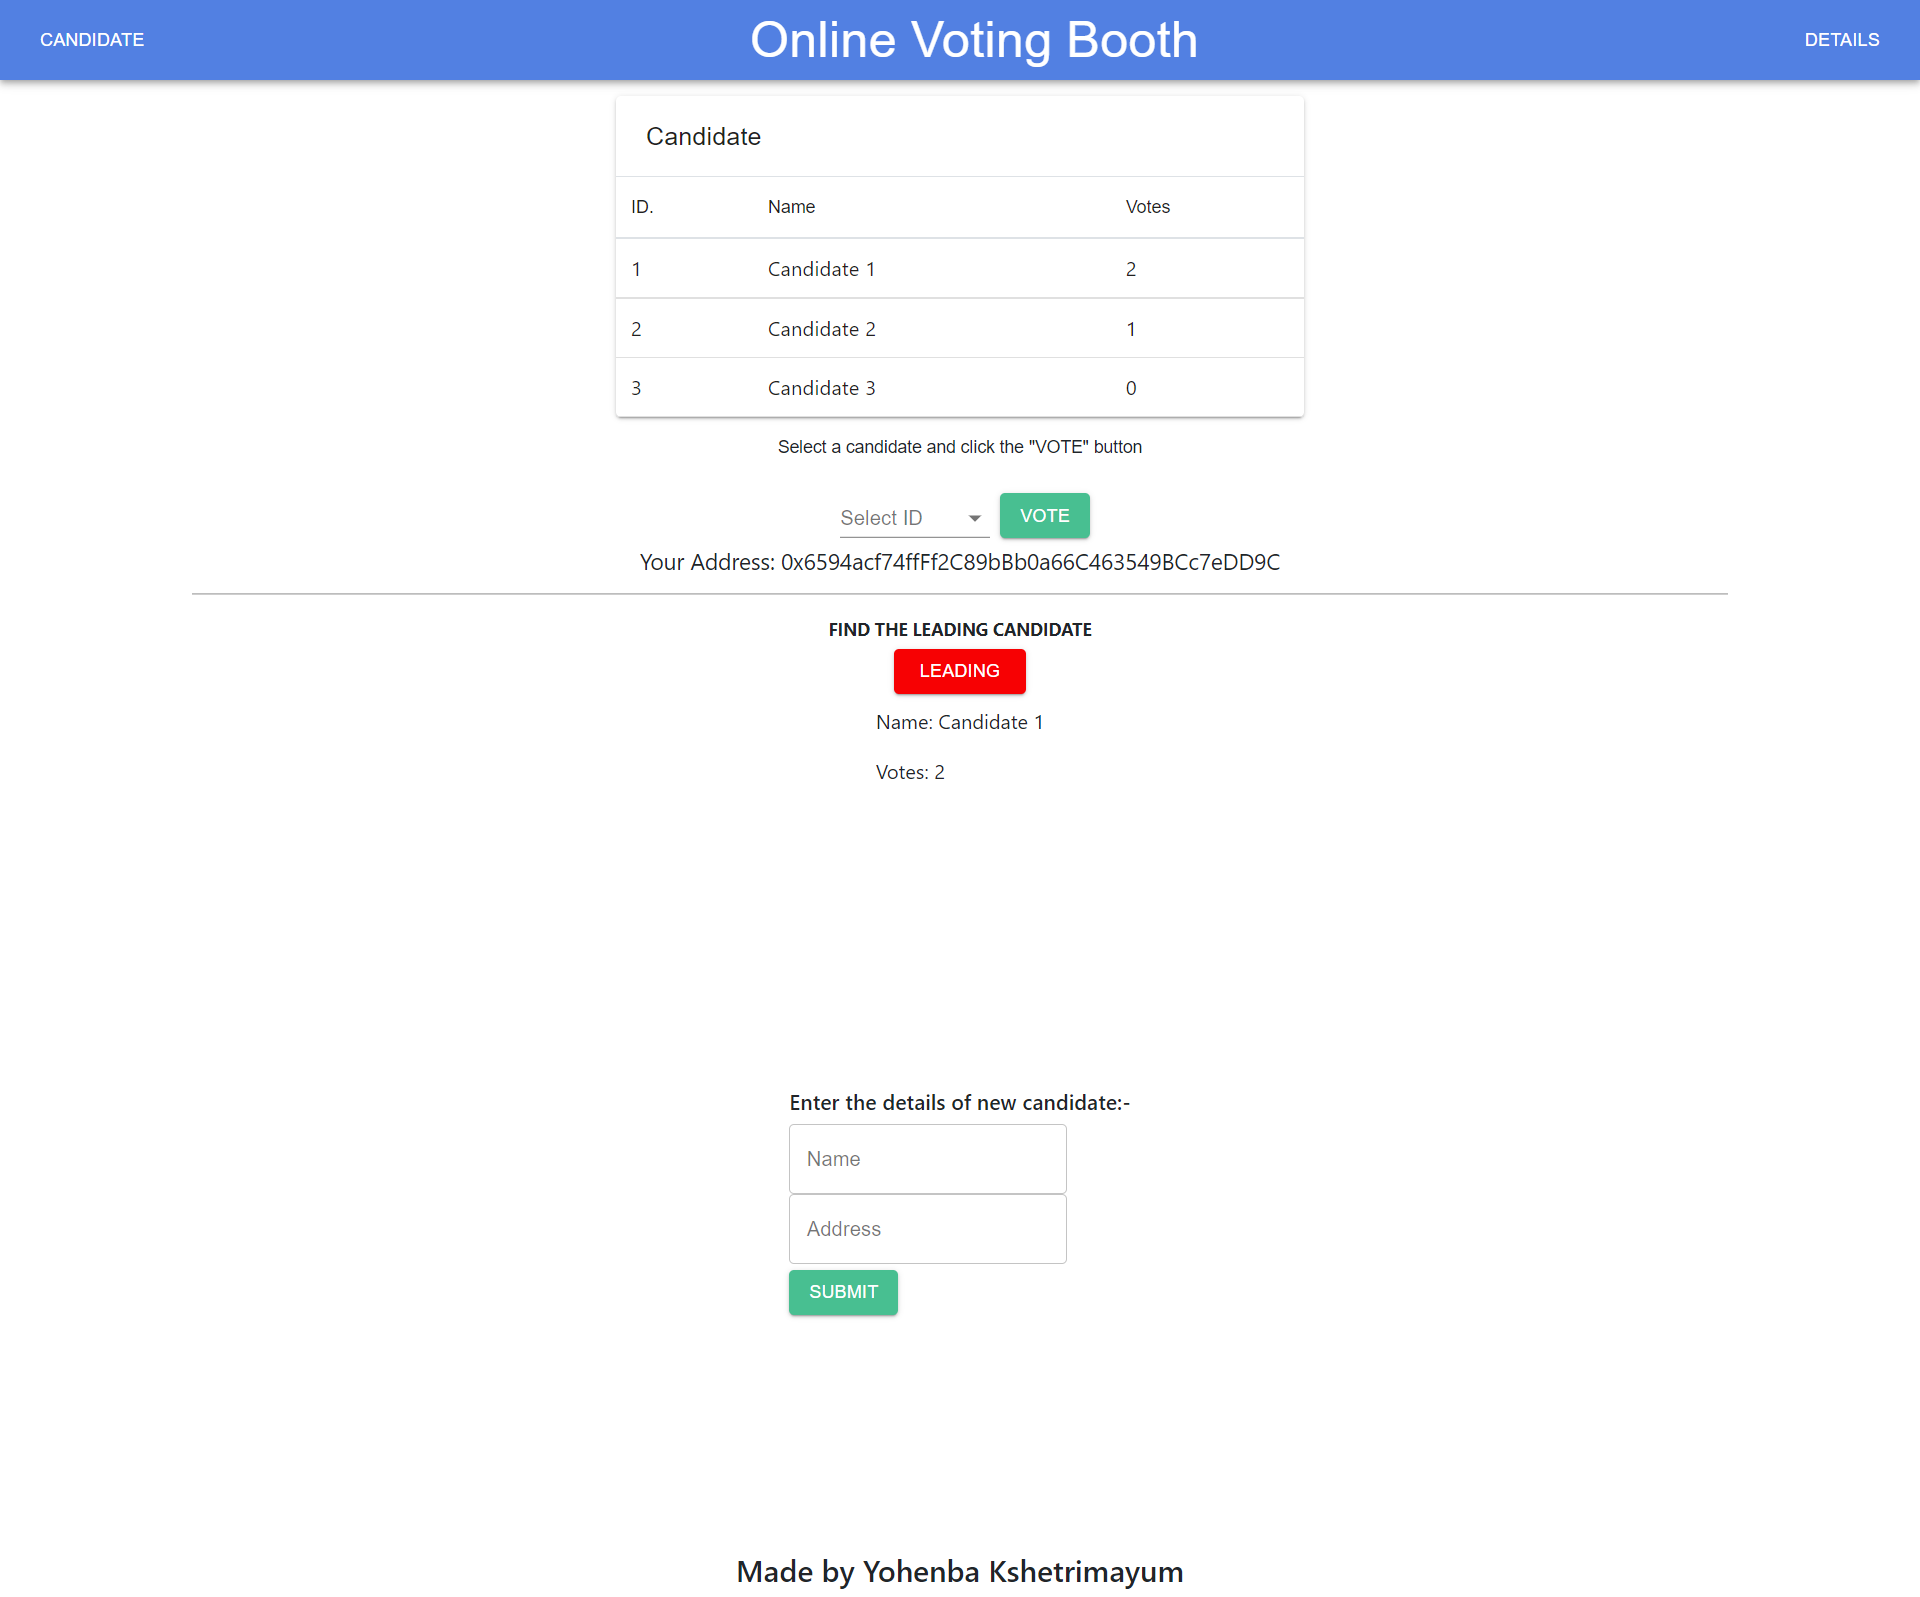 CANDIDATE Online Voting Booth DETAILS
Candidate
ID. Name Votes
1 Candidate 1 2
2 Candidate 2 1
3 Candidate 3 0
Select a candidate and click the "VOTE" button
Select ID VOTE
Your Address: 0x6594acf74ffFf2C89bBb0a66C463549BCc7eDD9C
FIND THE LEADING CANDIDATE
LEADING
Name: Candidate 1
Votes: 2
Enter the details of new candidate:-
Name
Address
SUBMIT
Made by Yohenba Kshetrimayum